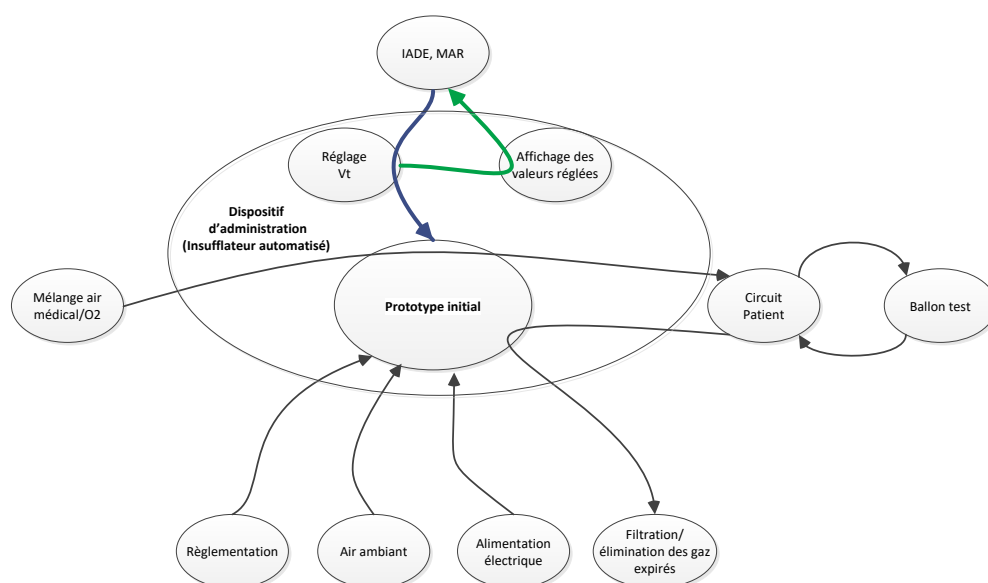 IADE, MAR
Réglage
Vt
Affichage des
valeurs réglées
Dispositif
d'administration
(Insufflateur automatisé)
Mélange air
médical/O2
Prototype initial
Circuit
Patient
Ballon test
Règlementation
Air ambiant
Alimentation
électrique
Filtration/
élimination des gaz
expirés